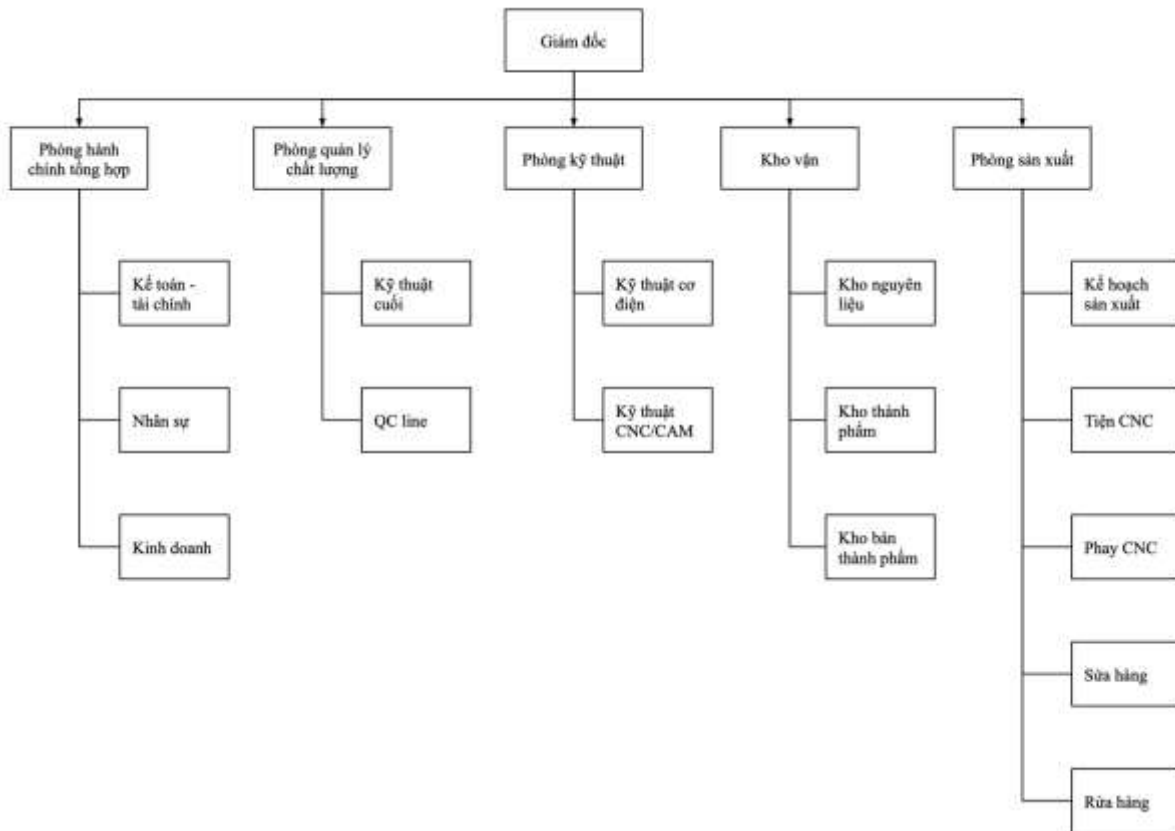 Giám đốc
Phòng hành
chính tổng hợp
Phòng quản lý
chất lượng
Phòng kỹ thuật
Kho vận
Phòng sản xuất
Kế toán -
tài chính
Kỹ thuật
cuối
Kỹ thuật cơ
điện
Kho nguyên
liệu
Kế hoạch
sản xuất
Nhân sự
QC line
Kỹ thuật
CNC/CAM
Kho thành
phẩm
Tiện CNC
Kinh doanh
Kho bán
thành phẩm
Phay CNC
Sửa hàng
Rửa hàng